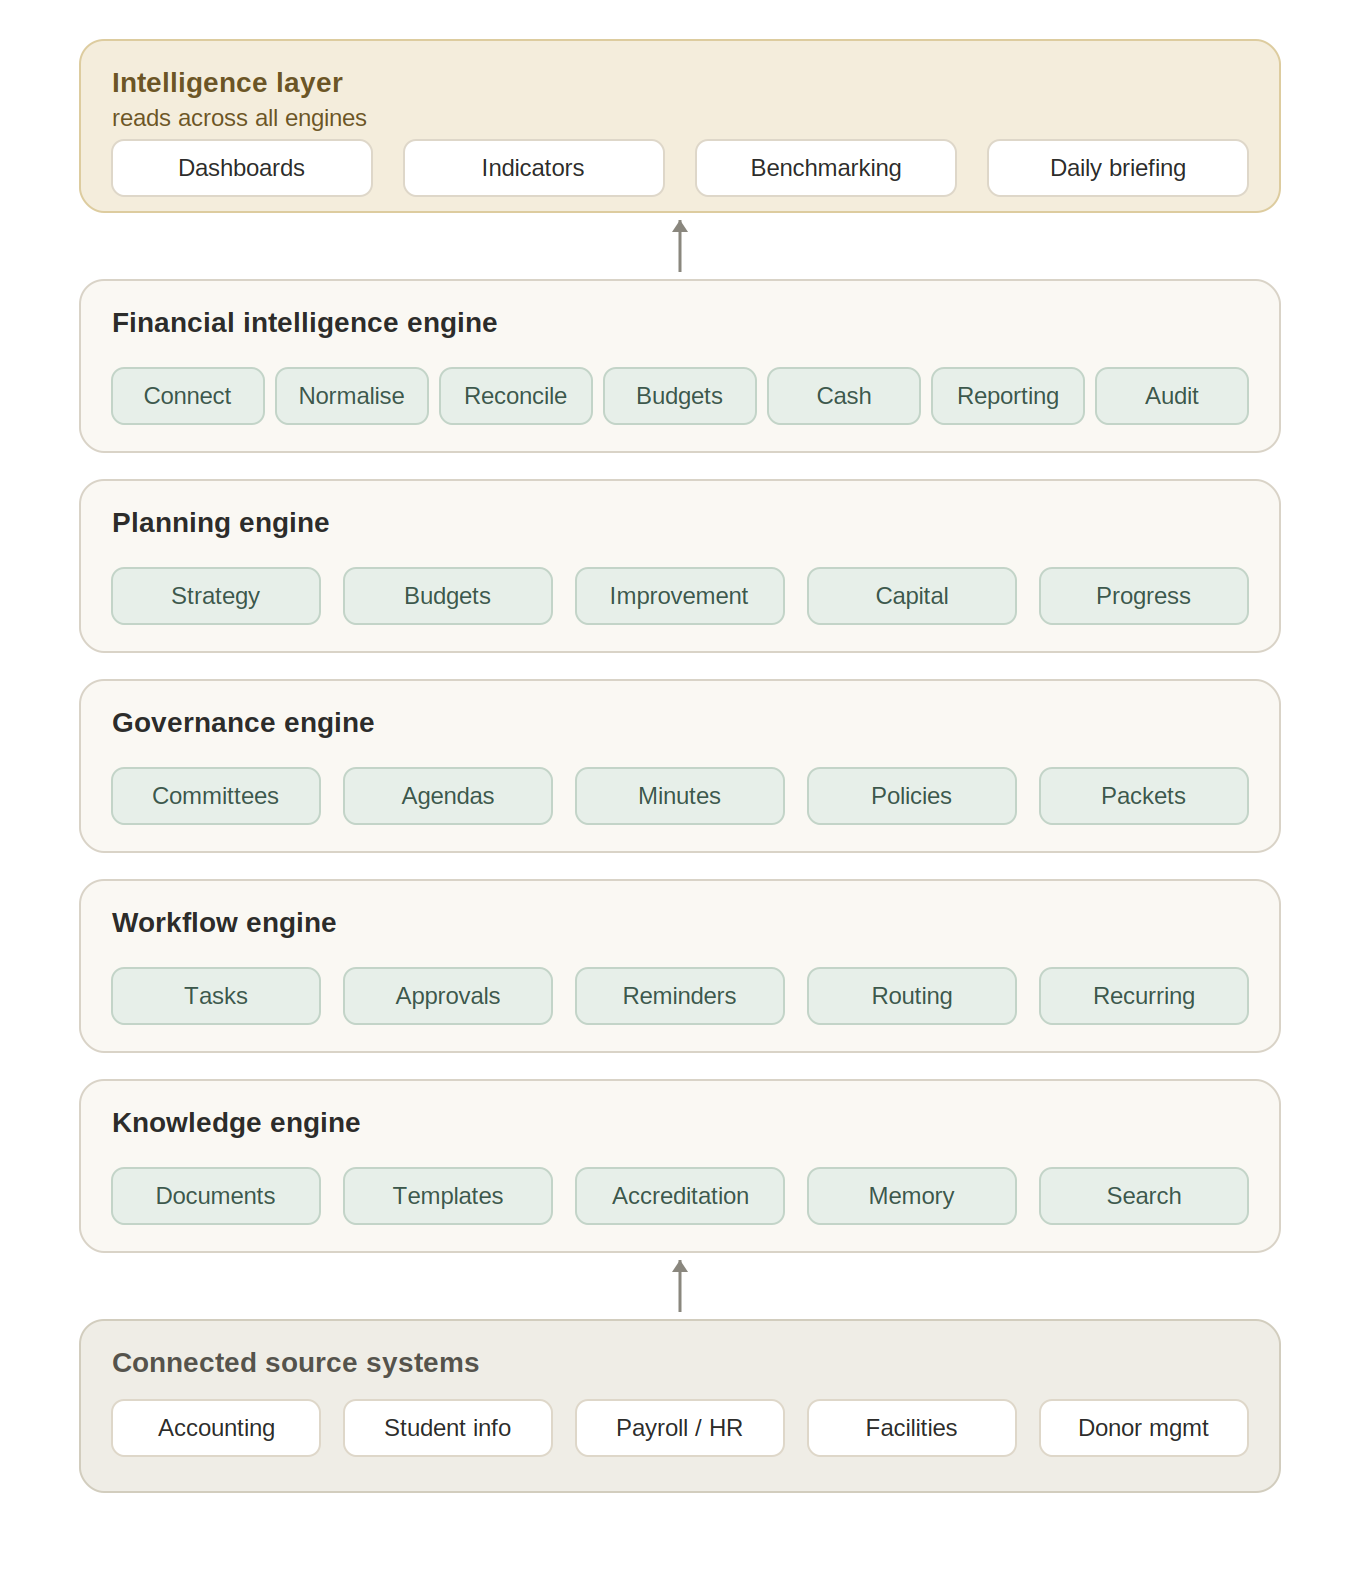 Intelligence layer
reads across all engines
Dashboards Indicators Benchmarking Daily briefing
Financial intelligence engine
Connect Normalise Reconcile Budgets Cash Reporting Audit
Planning engine
Strategy Budgets Improvement Capital Progress
Governance engine
Committees Agendas Minutes Policies Packets
Workflow engine
Tasks Approvals Reminders Routing Recurring
Knowledge engine
Documents Templates Accreditation Memory Search
Connected source systems
Accounting Student info Payroll / HR Facilities Donor mgmt